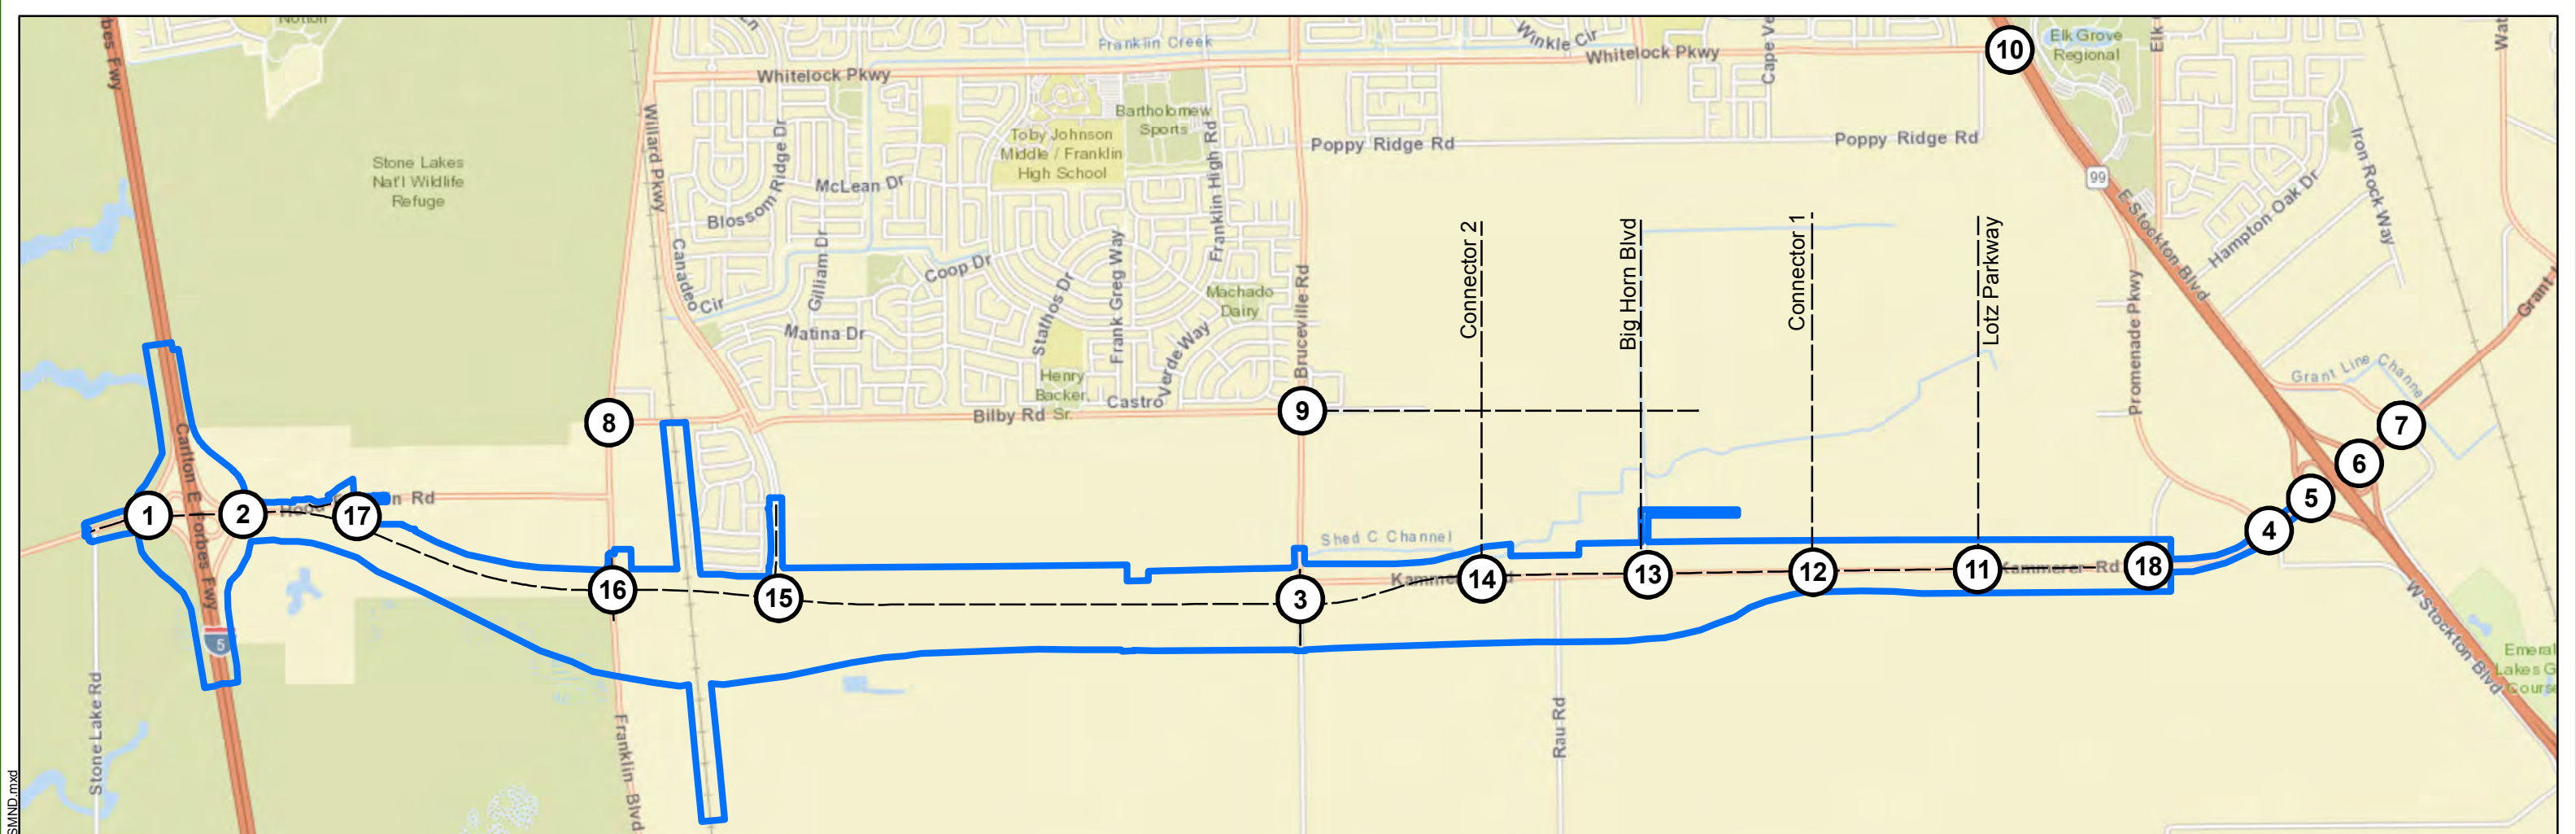 Franklin Creek
Winkle Cir
Whitelock Pkwy
Whitelock Pkwy
Elk Grove
Regional
10
Stone Lakes
Nat'l Wildlife
Refuge
Willard Pkwy
Blossom Ridge Dr
McLean Dr
Toby Johnson
Middle / Franklin
High School
Bartholomew
Sports
Franklin High Rd
Poppy Ridge Rd
Poppy Ridge Rd
99
E Stockton Blvd
Hampton Oak Dr
Iron Rock Way
Canadeo Cir
Gilliam Dr
Coop Dr
Stathos Dr
Frank Greg Way
Machado
Dairy
Verde Way
Matina Dr
Henry
Backer,
Sr.
Castro
Bilby Rd
Bruceville Rd
Connector 2
Big Horn Blvd
Connector 1
Lotz Parkway
Promenade Pkwy
Grant Line Channel
8
9
7
6
5
4
Carlton E Forbes Fwy
1
2
17
n Rd
Shed C Channel
16
15
3
Kamme
14
13
12
11
Kammerer Rd
18
5
Stone Lake Rd
Franklin Blvd
Rau Rd
W Stockton Blvd
SMND.mxd